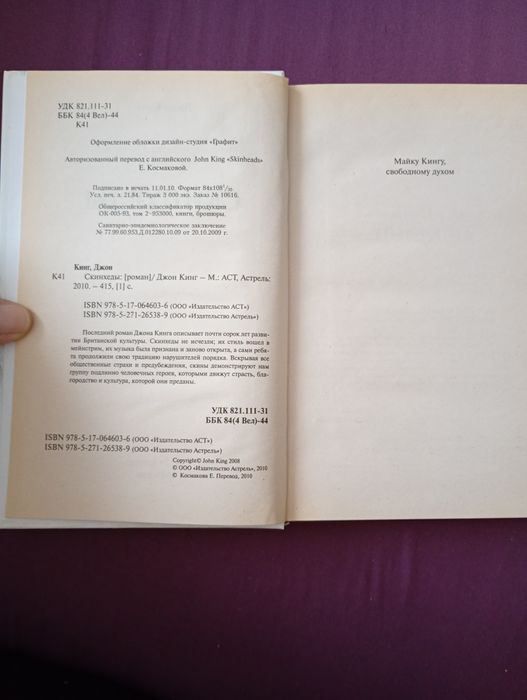 УДК 821.111-31
ББК 84(4 Вел)-44
К41
Оформление обложки дизайн-студия «Графит»
Авторизованный перевод с английского John King «Skinheads»
Е. Космаковой.
Подписано в печать 11.01.10. Формат 84x108¹/₃₂
Усл. печ. л. 21,84. Тираж 3 000 экз. Заказ № 10616.
Общероссийский классификатор продукции
ОК-005-93, том 2-953000, книги, брошюры.
Санитарно-эпидемиологическое заключение
№ 77.99.60.953.Д.012280.10.09 от 20.10.2009 г.
Кинг, Джон
К41 Скинхеды: [роман]/ Джон Кинг – М.: АСТ, Астрель:
2010. – 415, [1] с.
ISBN 978-5-17-064603-6 (ООО «Издательство АСТ»)
ISBN 978-5-271-26538-9 (ООО «Издательство Астрель»)
Последний роман Джона Кинга описывает почти сорок лет разви-
тия Британской культуры. Скинхеды не исчезли; их стиль вошел в
мейнстрим, их музыка была признана и заново открыта, а сами ребя-
та продолжили свою традицию нарушителей порядка. Вскрывая все
общественные страхи и предубеждения, скины демонстрируют нам
группу подлинно человечных героев, которыми движут страсть, бла-
городство и культура, которой они преданы.
УДК 821.111-31
ББК 84(4 Вел)-44
ISBN 978-5-17-064603-6 (ООО «Издательство АСТ»)
ISBN 978-5-271-26538-9 (ООО «Издательство Астрель»)
Copyright© John King 2008
© ООО «Издательство Астрель», 2010
© Космакова Е. Перевод, 2010
Майку Кингу,
свободному духом